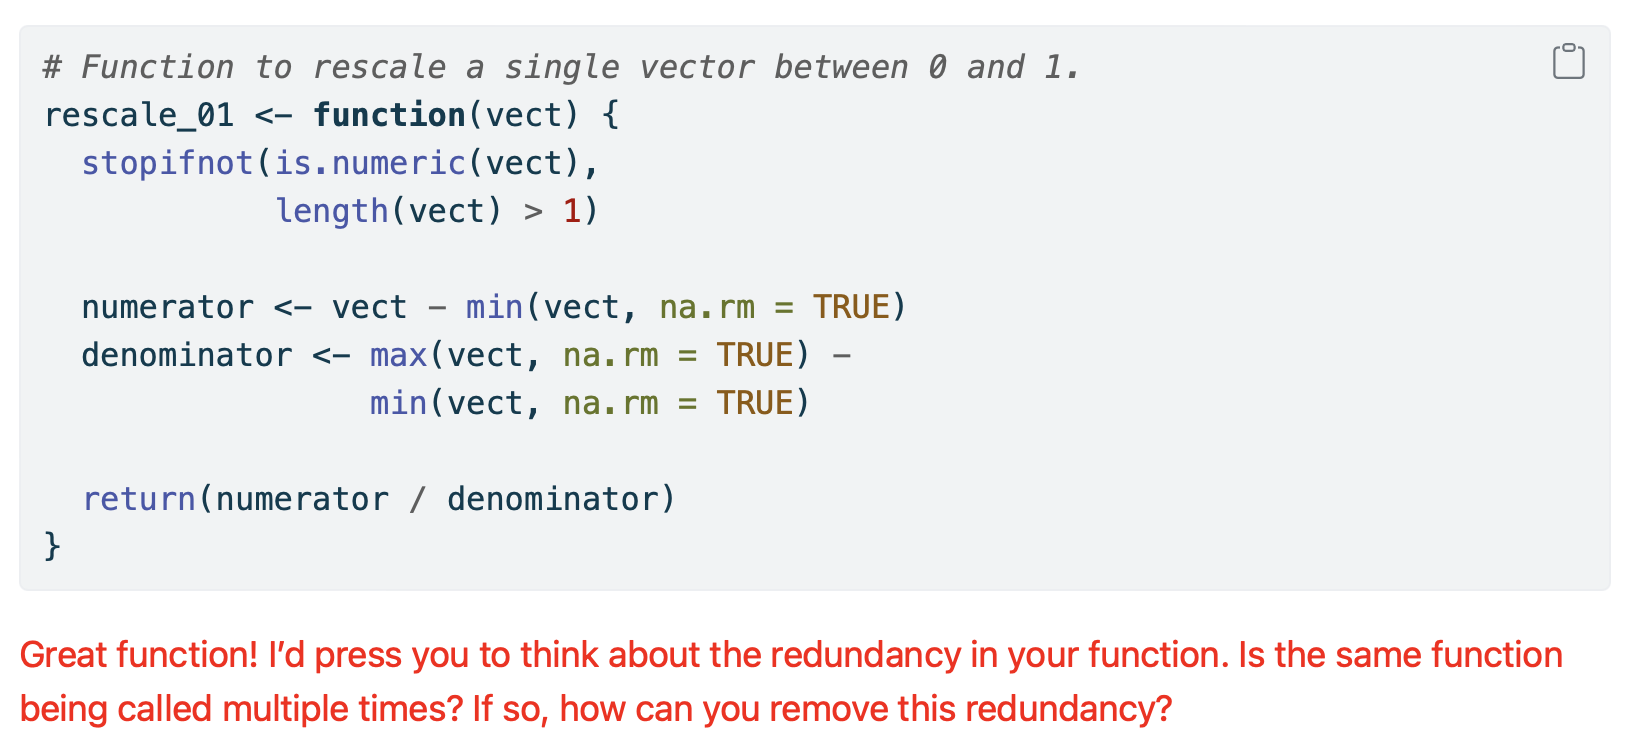 # Function to rescale a single vector between 0 and 1.
rescale_01 <- function(vect) {
  stopifnot(is.numeric(vect),
            length(vect) > 1)
  numerator <- vect - min(vect, na.rm = TRUE)
  denominator <- max(vect, na.rm = TRUE) -
                 min(vect, na.rm = TRUE)
  return(numerator / denominator)
}
Great function! I’d press you to think about the redundancy in your function. Is the same function
being called multiple times? If so, how can you remove this redundancy?